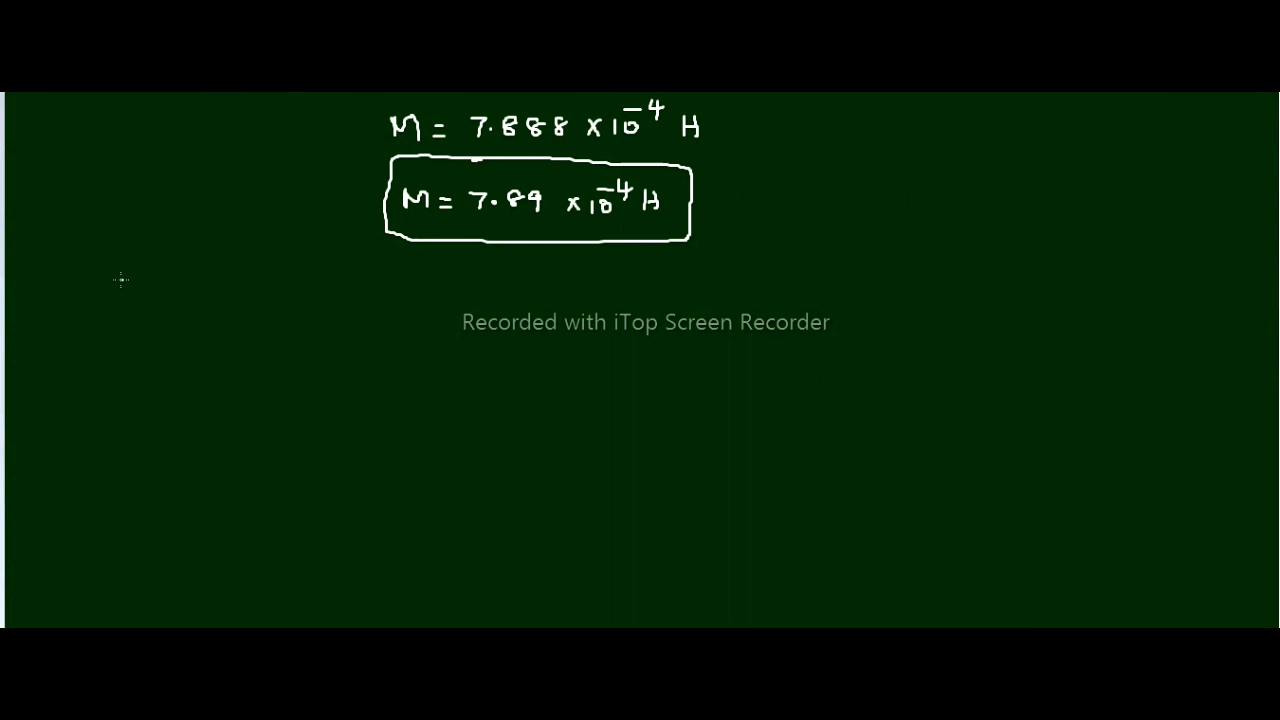 M = 7.888 × 10⁻⁴ H
M = 7.89 × 10⁻⁴ H
Recorded with iTop Screen Recorder